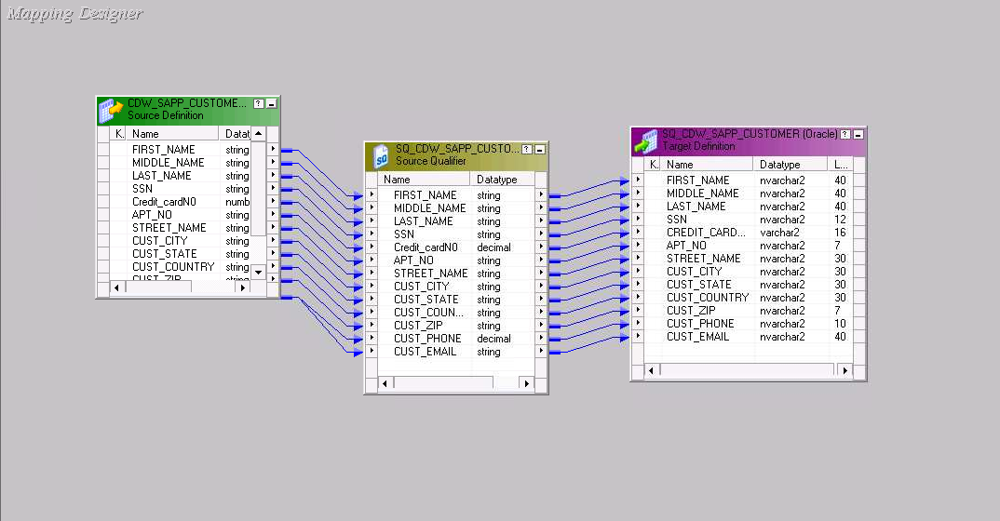 Mapping Designer
CDW_SAPP_CUSTOME...
Source Definition
K. Name Datat
FIRST_NAME string
MIDDLE_NAME string
LAST_NAME string
SSN string
Credit_cardN0 numb
APT_NO string
STREET_NAME string
CUST_CITY string
CUST_STATE string
CUST_COUNTRY string
CUST_ZIP string
SQ_CDW_SAPP_CUSTO...
Source Qualifier
SQ
Name Datatype
FIRST_NAME string
MIDDLE_NAME string
LAST_NAME string
SSN string
Credit_cardN0 decimal
APT_NO string
STREET_NAME string
CUST_CITY string
CUST_STATE string
CUST_COUN... string
CUST_ZIP string
CUST_PHONE decimal
CUST_EMAIL string
SQ_CDW_SAPP_CUSTOMER (Oracle)
Target Definition
K. Name Datatype L...
FIRST_NAME nvarchar2 40
MIDDLE_NAME nvarchar2 40
LAST_NAME nvarchar2 40
SSN nvarchar2 12
CREDIT_CARD... varchar2 16
APT_NO nvarchar2 7
STREET_NAME nvarchar2 30
CUST_CITY nvarchar2 30
CUST_STATE nvarchar2 30
CUST_COUNTRY nvarchar2 30
CUST_ZIP nvarchar2 7
CUST_PHONE nvarchar2 10
CUST_EMAIL nvarchar2 40